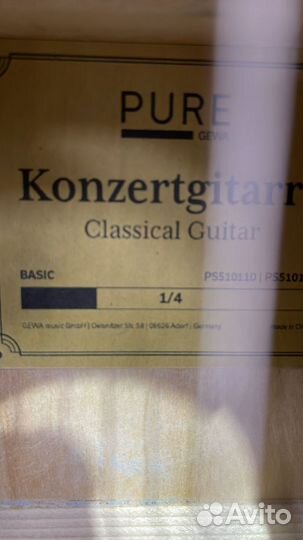 PURE
GEWA
Konzertgitarr
Classical Guitar
BASIC PS510110 | PS5101
1/4
GEWA music GmbH | Oelsnitzer Str. 58 | 08626 Adorf | Germany made in C
Avito